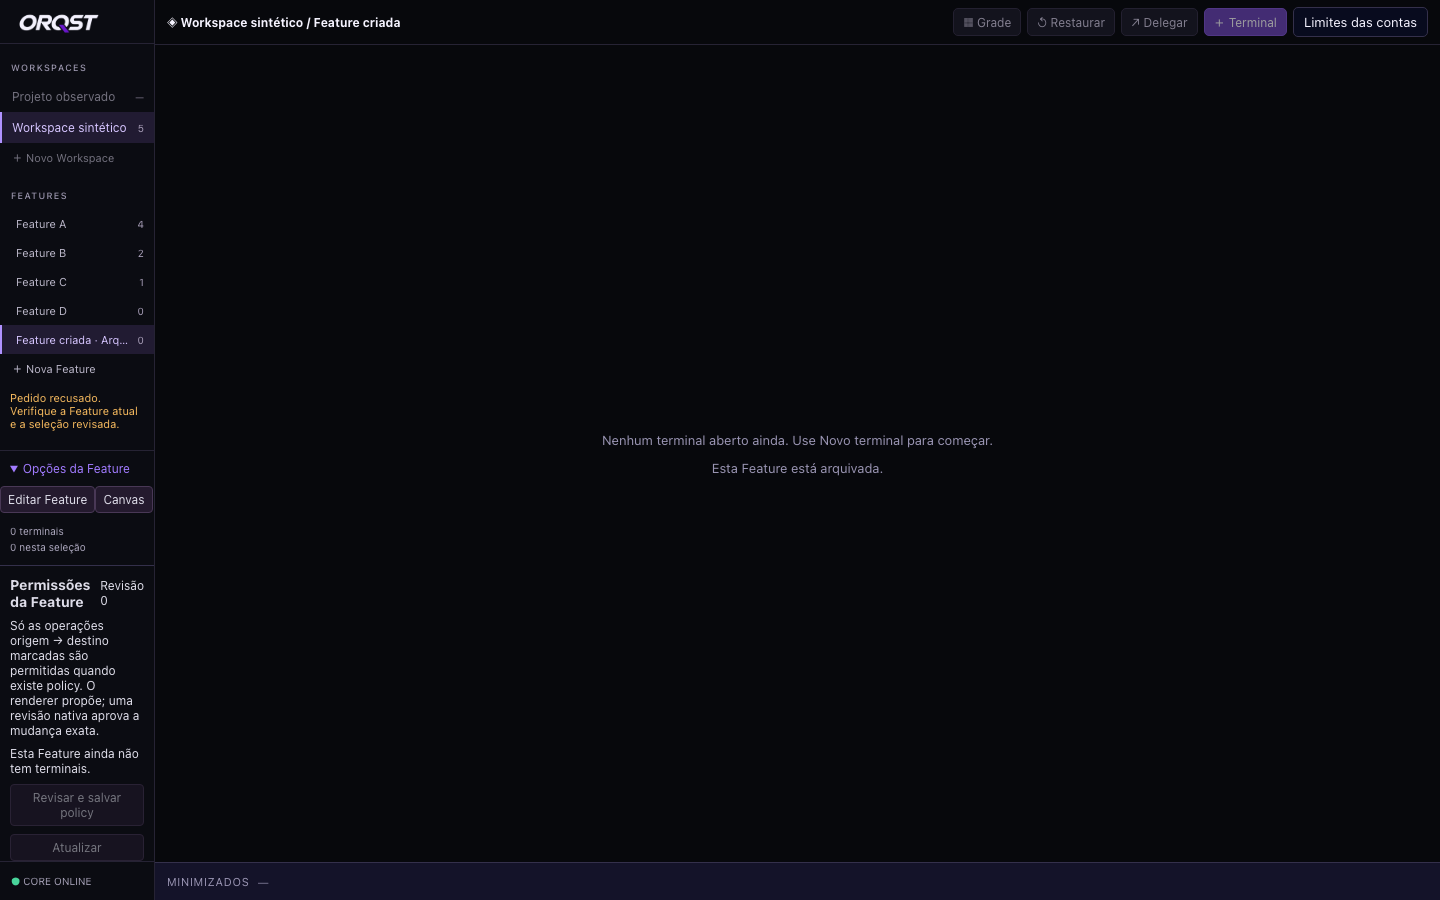 ORQST
◈ Workspace sintético / Feature criada
▦ Grade
↺ Restaurar
↗ Delegar
+ Terminal
Limites das contas
WORKSPACES
Projeto observado —
Workspace sintético 5
+ Novo Workspace
FEATURES
Feature A 4
Feature B 2
Feature C 1
Feature D 0
Feature criada · Arq... 0
+ Nova Feature
Pedido recusado.
Verifique a Feature atual
e a seleção revisada.
▼ Opções da Feature
Editar Feature
Canvas
0 terminais
0 nesta seleção
Permissões
da Feature
Revisão
0
Só as operações
origem → destino
marcadas são
permitidas quando
existe policy. O
renderer propõe; uma
revisão nativa aprova a
mudança exata.
Esta Feature ainda não
tem terminais.
Revisar e salvar
policy
Atualizar
CORE ONLINE
Nenhum terminal aberto ainda. Use Novo terminal para começar.
Esta Feature está arquivada.
MINIMIZADOS —